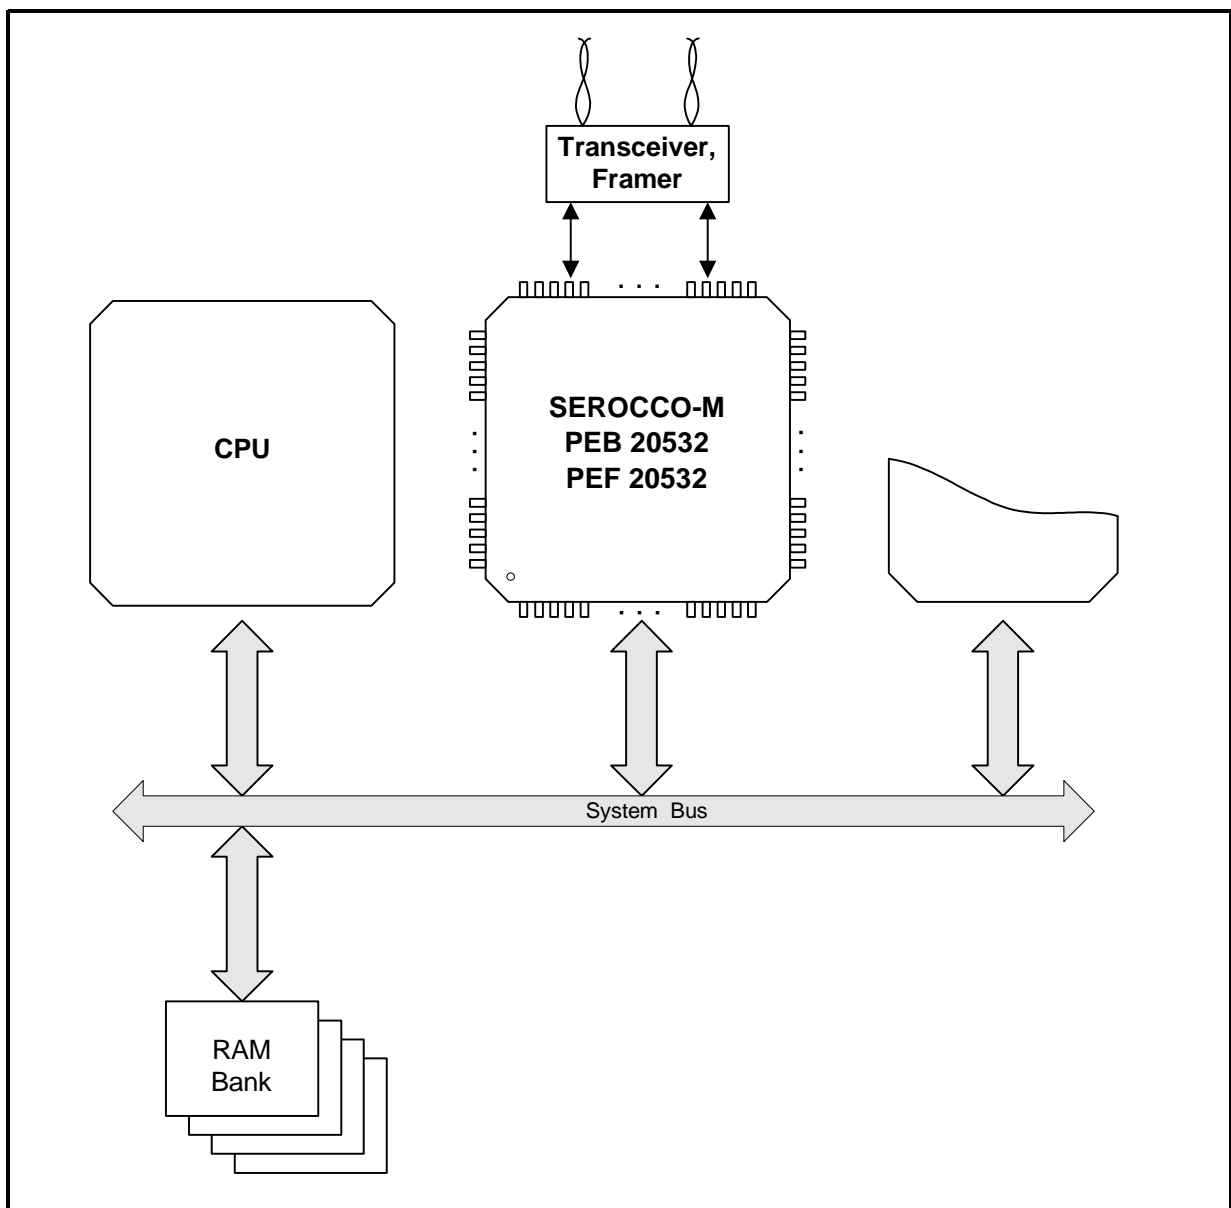 Transceiver,
Framer
CPU
SEROCCO-M
PEB 20532
PEF 20532
System Bus
RAM
Bank